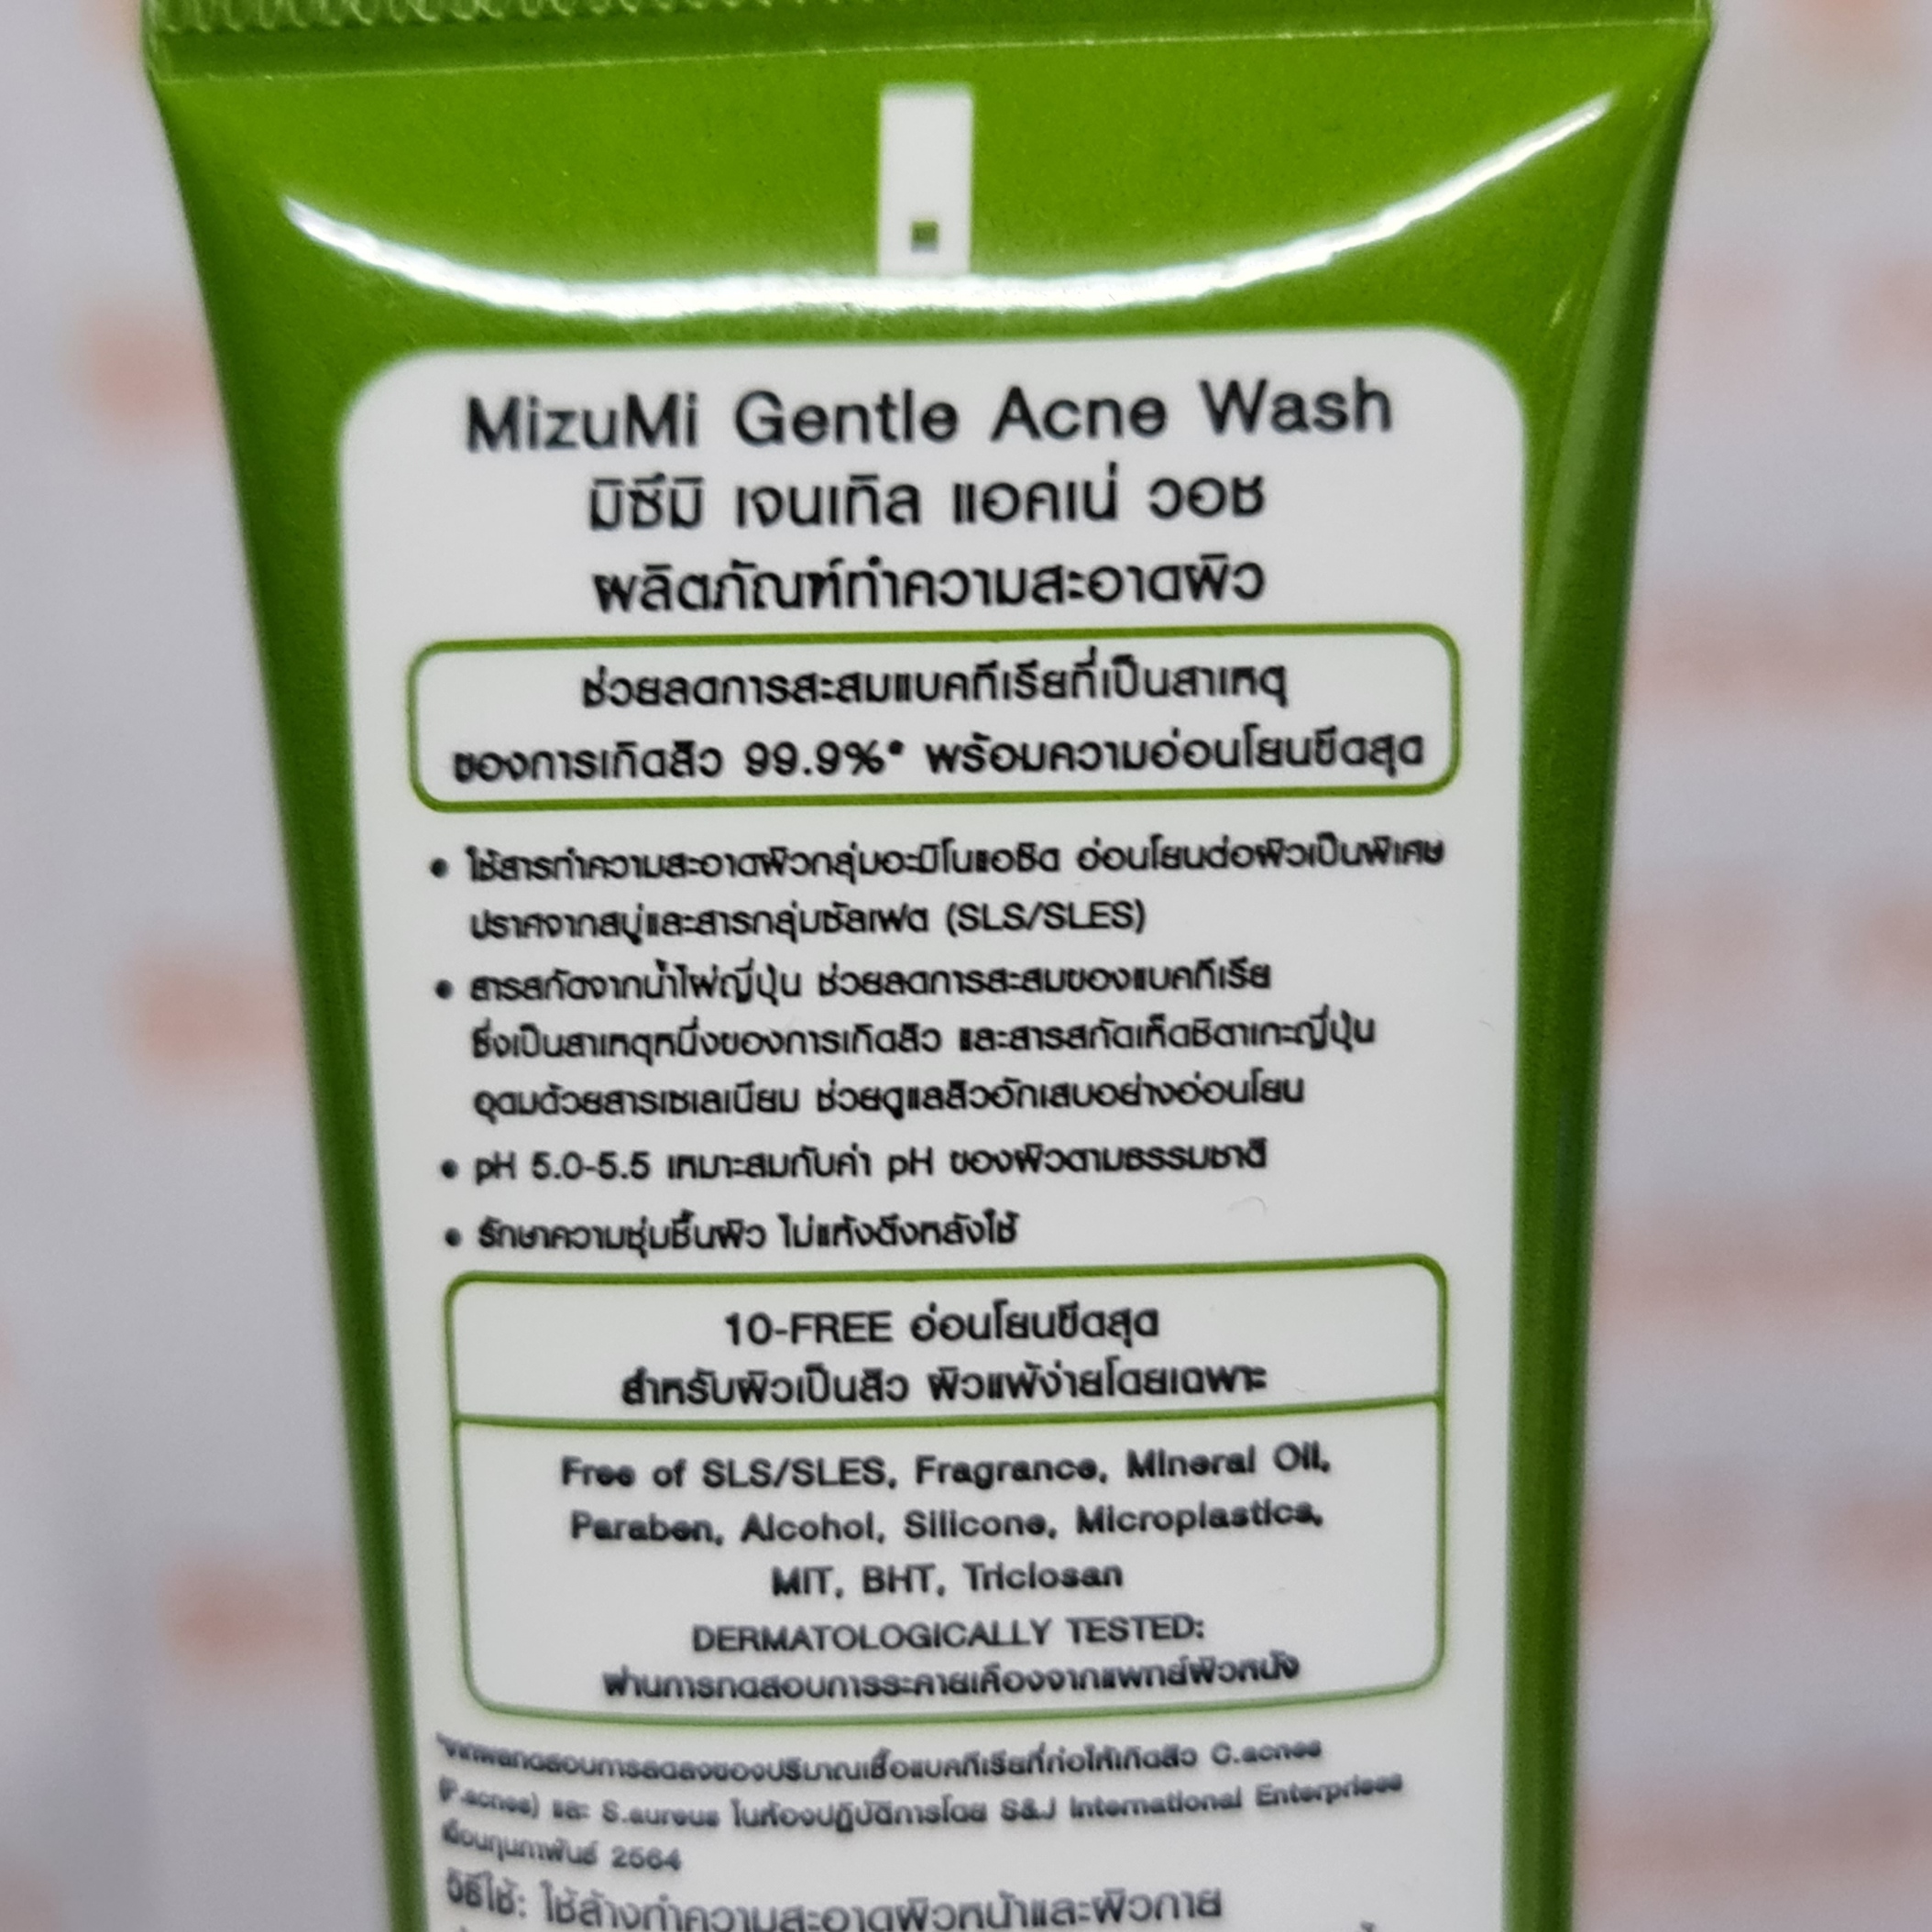 MizuMi Gentle Acne Wash
มิซึมิ เจนเทิล แอคเน่ วอช
ผลิตภัณฑ์ทำความสะอาดผิว
ช่วยลดการสะสมแบคทีเรียที่เป็นสาเหตุ
ของการเกิดสิว 99.9%* พร้อมความอ่อนโยนขีดสุด
• ใช้สารทำความสะอาดผิวกลุ่มอะมิโนแอซิด อ่อนโยนต่อผิวเป็นพิเศษ
ปราศจากสบู่และสารกลุ่มซัลเฟต (SLS/SLES)
• สารสกัดจากน้ำไผ่ญี่ปุ่น ช่วยลดการสะสมของแบคทีเรีย
ซึ่งเป็นสาเหตุหนึ่งของการเกิดสิว และสารสกัดเห็ดชิตาเกะญี่ปุ่น
อุดมด้วยสารเซเลเนียม ช่วยดูแลสิวอักเสบอย่างอ่อนโยน
• pH 5.0-5.5 เหมาะสมกับค่า pH ของผิวตามธรรมชาติ
• รักษาความชุ่มชื้นผิว ไม่แห้งตึงหลังใช้
10-FREE อ่อนโยนขีดสุด
สำหรับผิวเป็นสิว ผิวแพ้ง่ายโดยเฉพาะ
Free of SLS/SLES, Fragrance, Mineral Oil,
Paraben, Alcohol, Silicone, Microplastics,
MIT, BHT, Triclosan
DERMATOLOGICALLY TESTED:
ผ่านการทดสอบการระคายเคืองจากแพทย์ผิวหนัง
*จากผลทดสอบการลดลงของปริมาณเชื้อแบคทีเรียที่ก่อให้เกิดสิว C.acnes
(P.acnes) และ S.aureus ในห้องปฏิบัติการโดย S&J International Enterprises
เดือนกุมภาพันธ์ 2564
วิธีใช้: ใช้ล้างทำความสะอาดผิวหน้าและผิวกาย